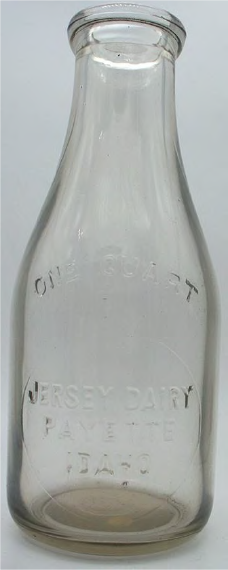 ONE QUART
JERSEY DAIRY
PAYETTE
IDAHO